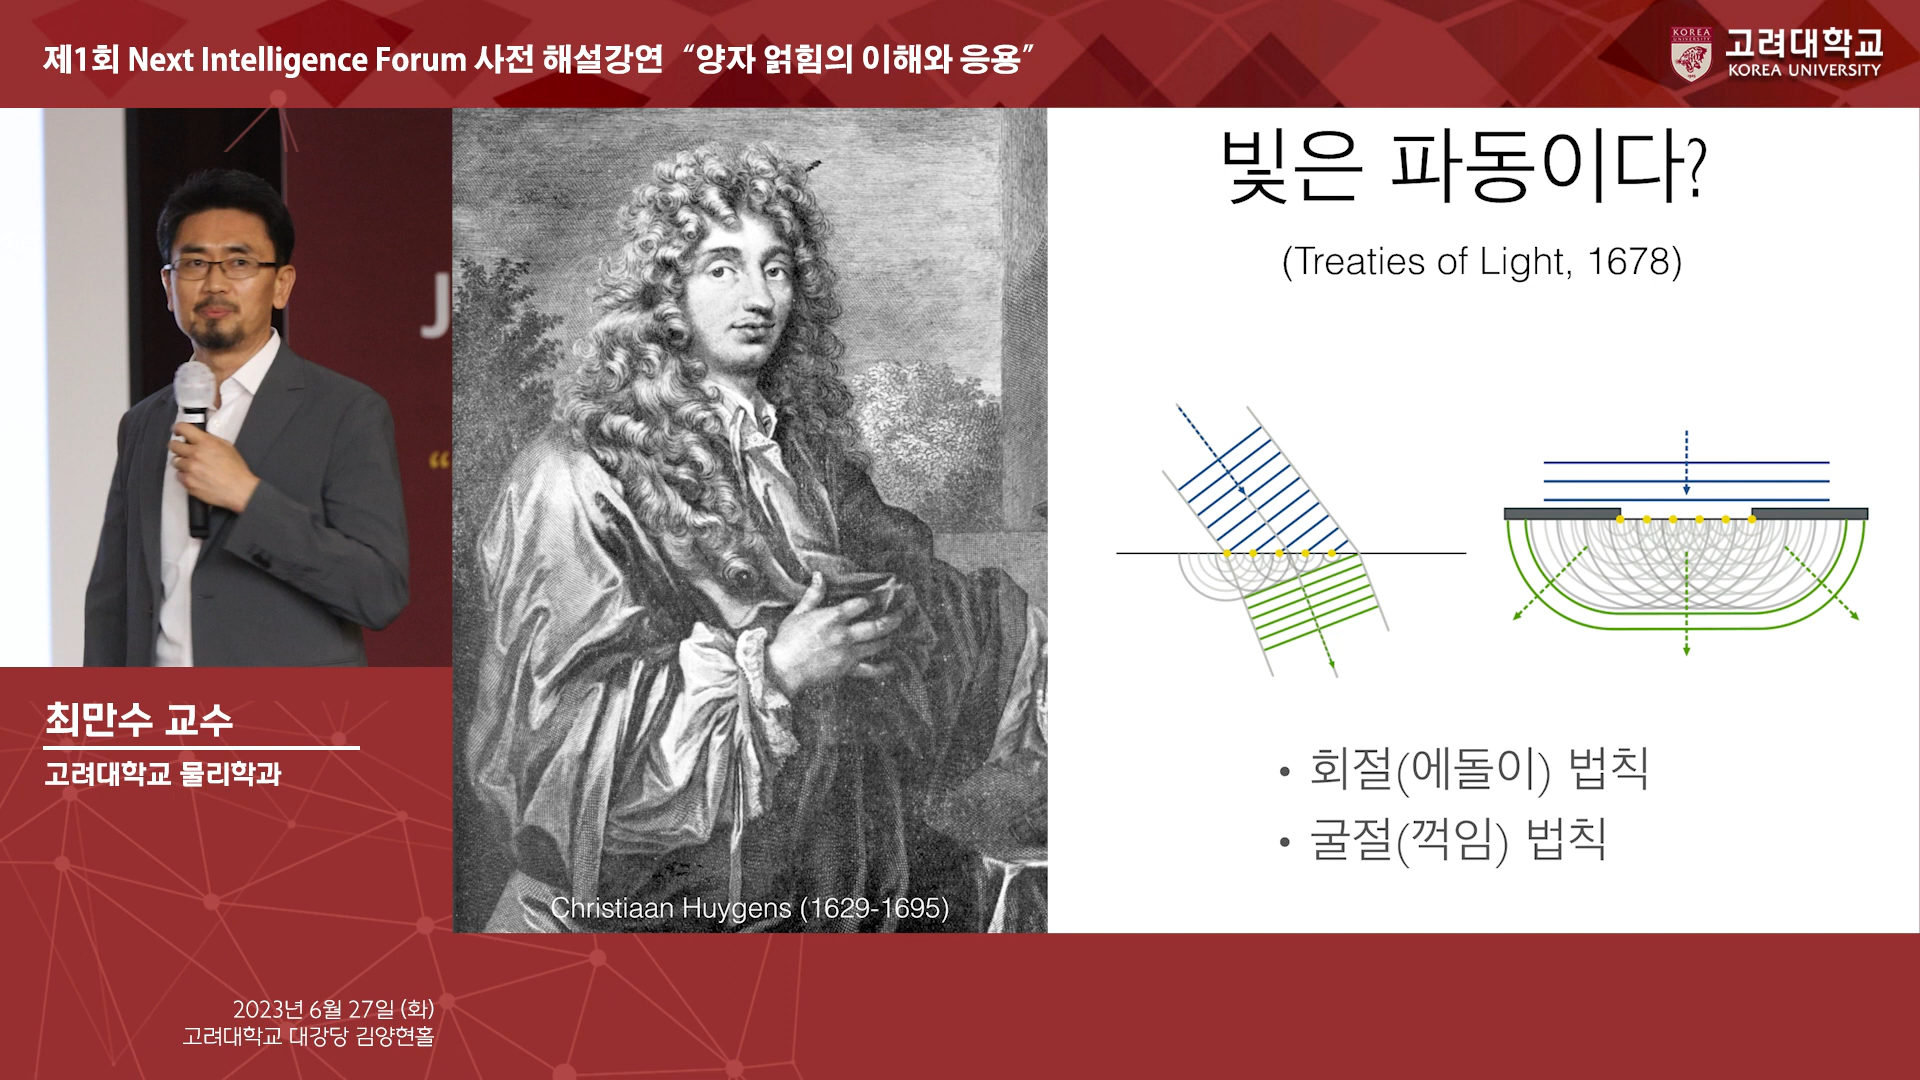 제1회 Next Intelligence Forum 사전 해설강연 “양자 얽힘의 이해와 응용”
KOREA
UNIVERSITY
고려대학교
KOREA UNIVERSITY
J
“
최만수 교수
고려대학교 물리학과
2023년 6월 27일 (화)
고려대학교 대강당 김양현홀
Christiaan Huygens (1629-1695)
빛은 파동이다?
(Treaties of Light, 1678)
• 회절(에돌이) 법칙
• 굴절(꺽임) 법칙